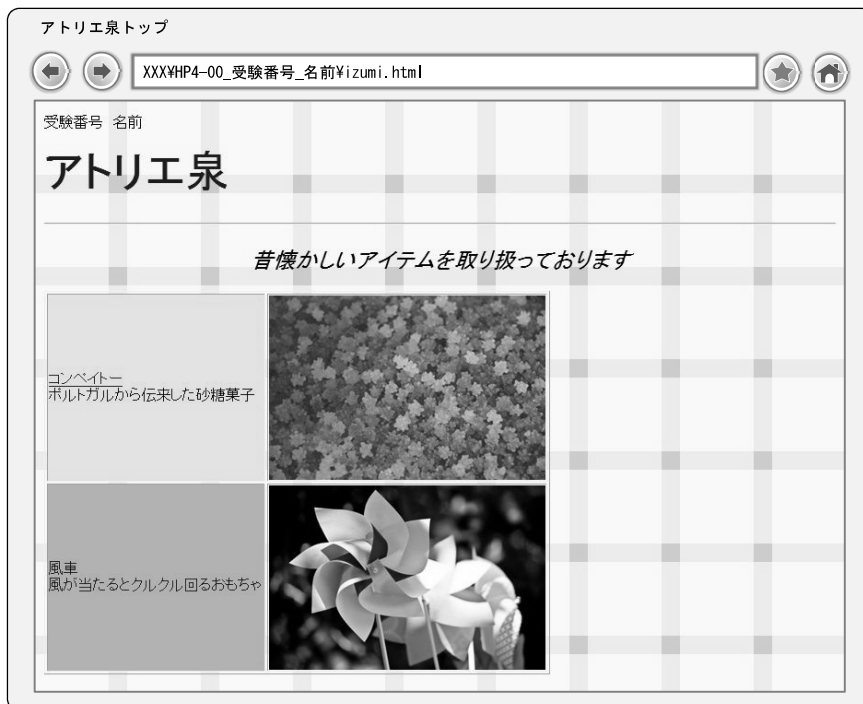 アトリエ泉トップ
XXX¥HP4-00_受験番号_名前¥izumi.html
受験番号 名前
アトリエ泉
昔懐かしいアイテムを取り扱っております
コンペイトー
ポルトガルから伝来した砂糖菓子
風車
風が当たるとクルクル回るおもちゃ